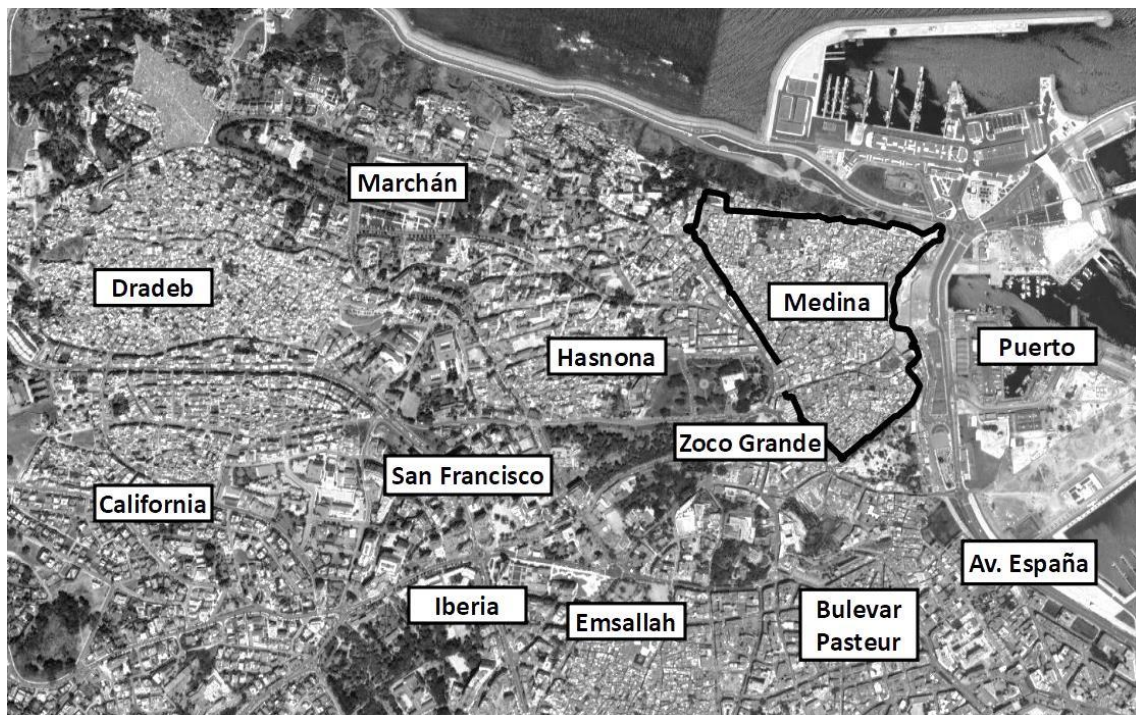 Marchán
Dradeb
Medina
Puerto
Hasnona
Zoco Grande
San Francisco
California
Av. España
Iberia
Emsallah
Bulevar
Pasteur